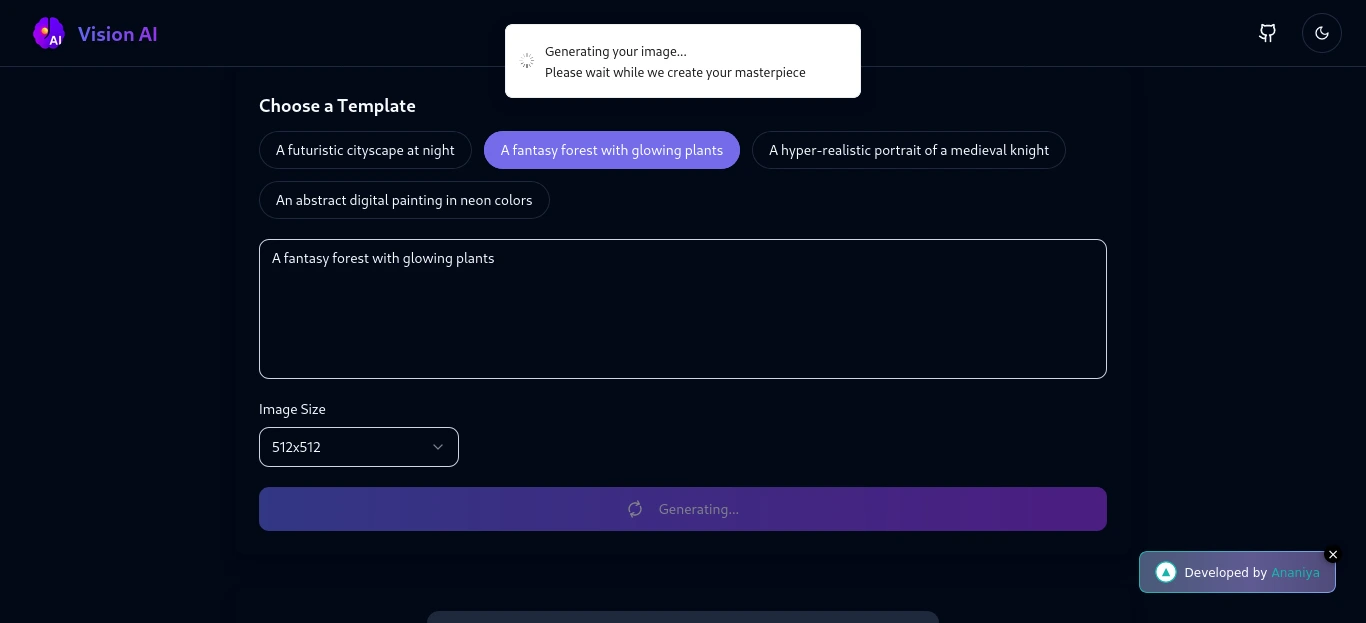 AI
Vision AI
Generating your image...
Please wait while we create your masterpiece
Choose a Template
A futuristic cityscape at night
A fantasy forest with glowing plants
A hyper-realistic portrait of a medieval knight
An abstract digital painting in neon colors
A fantasy forest with glowing plants
Image Size
512x512
Generating...
Developed by Ananiya